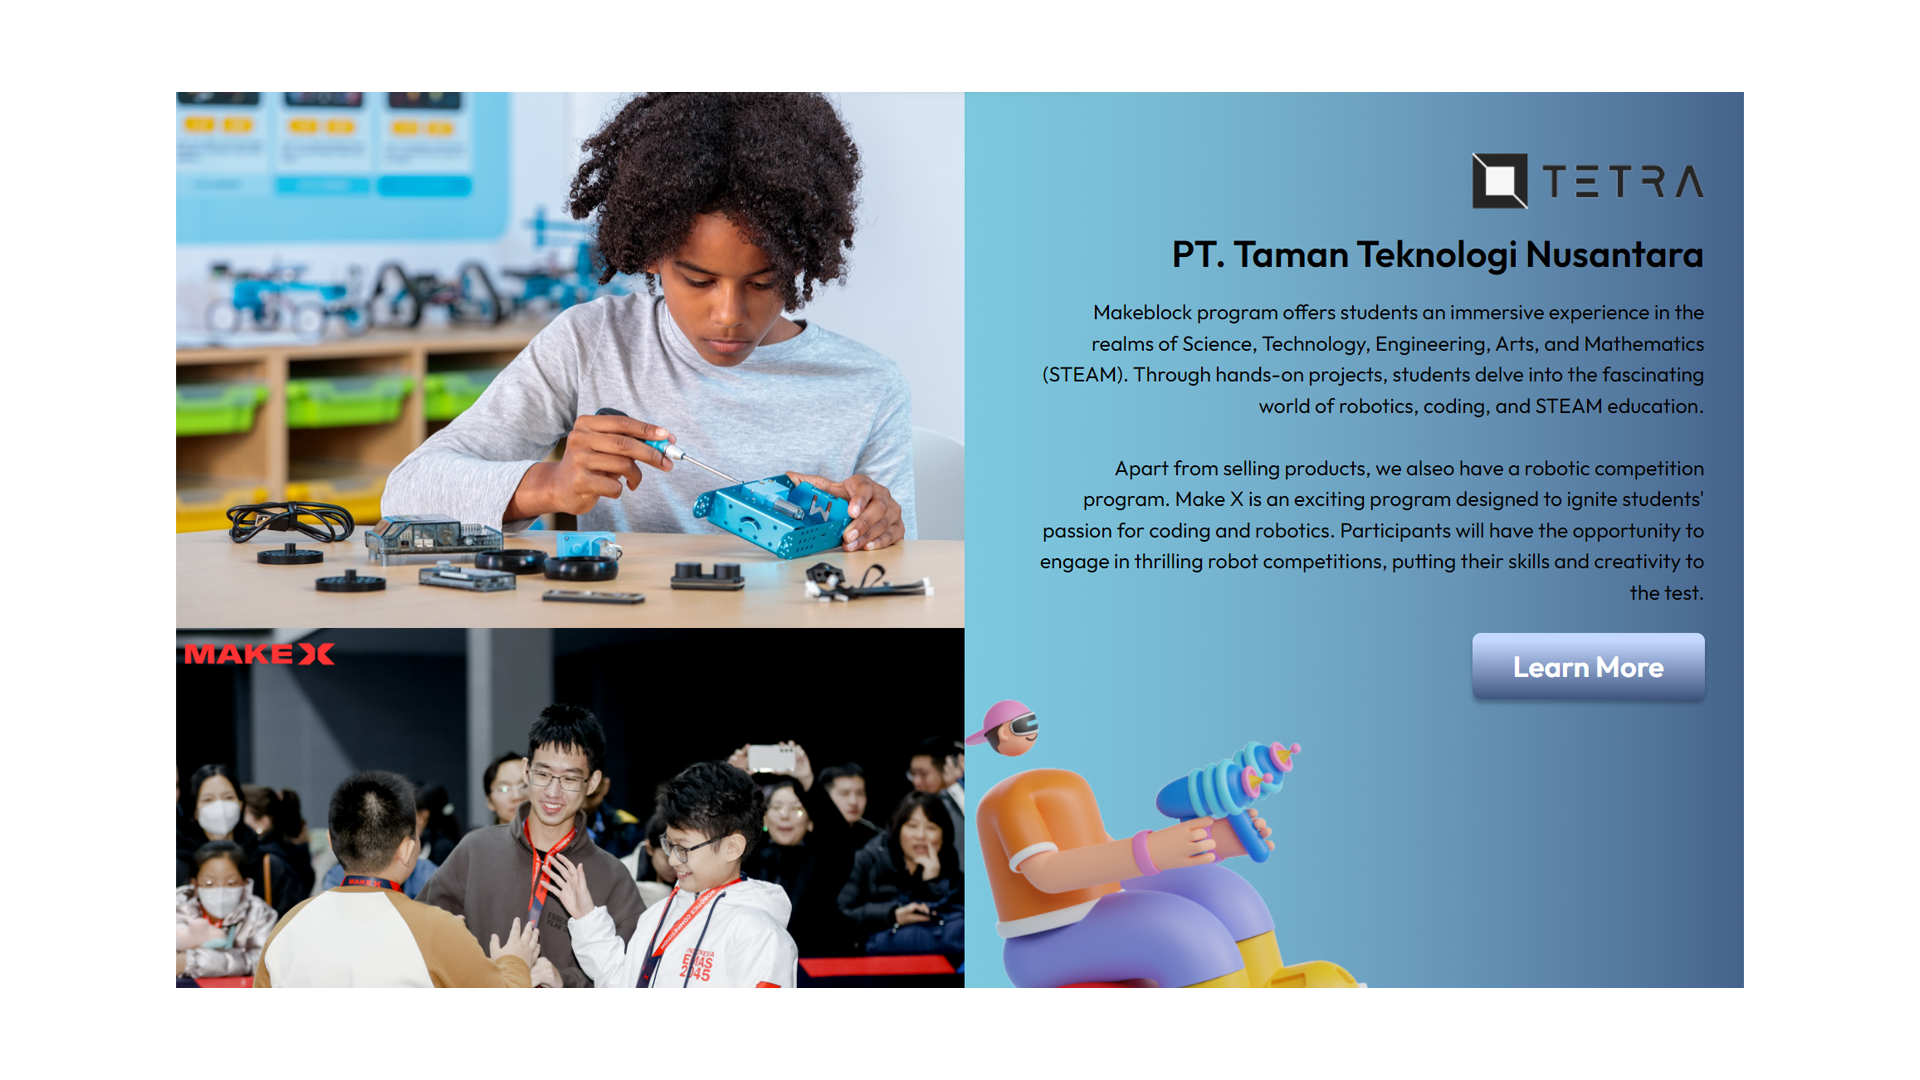 TETRA
PT. Taman Teknologi Nusantara
Makeblock program offers students an immersive experience in the
realms of Science, Technology, Engineering, Arts, and Mathematics
(STEAM). Through hands-on projects, students delve into the fascinating
world of robotics, coding, and STEAM education.
Apart from selling products, we alseo have a robotic competition
program. Make X is an exciting program designed to ignite students'
passion for coding and robotics. Participants will have the opportunity to
engage in thrilling robot competitions, putting their skills and creativity to
the test.
Learn More
MAKEX
EMAS
2045